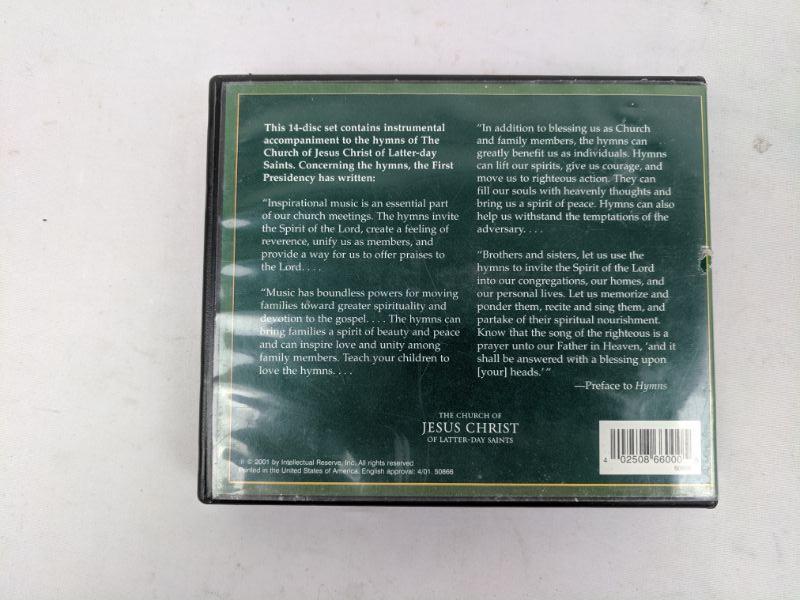 This 14-disc set contains instrumental
accompaniment to the hymns of The
Church of Jesus Christ of Latter-day
Saints. Concerning the hymns, the First
Presidency has written:
“Inspirational music is an essential part
of our church meetings. The hymns invite
the Spirit of the Lord, create a feeling of
reverence, unify us as members, and
provide a way for us to offer praises to
the Lord. . . .
“Music has boundless powers for moving
families toward greater spirituality and
devotion to the gospel. . . . The hymns can
bring families a spirit of beauty and peace
and can inspire love and unity among
family members. Teach your children to
love the hymns. . . .
“In addition to blessing us as Church
and family members, the hymns can
greatly benefit us as individuals. Hymns
can lift our spirits, give us courage, and
move us to righteous action. They can
fill our souls with heavenly thoughts and
bring us a spirit of peace. Hymns can also
help us withstand the temptations of the
adversary. . . .
“Brothers and sisters, let us use the
hymns to invite the Spirit of the Lord
into our congregations, our homes, and
our personal lives. Let us memorize and
ponder them, recite and sing them, and
partake of their spiritual nourishment.
Know that the song of the righteous is a
prayer unto our Father in Heaven, ‘and it
shall be answered with a blessing upon
[your] heads.’ ”
—Preface to Hymns
THE CHURCH OF
JESUS CHRIST
OF LATTER-DAY SAINTS
℗ © 2001 by Intellectual Reserve, Inc. All rights reserved
Printed in the United States of America. English approval: 4/01. 50866
4 02508 66000